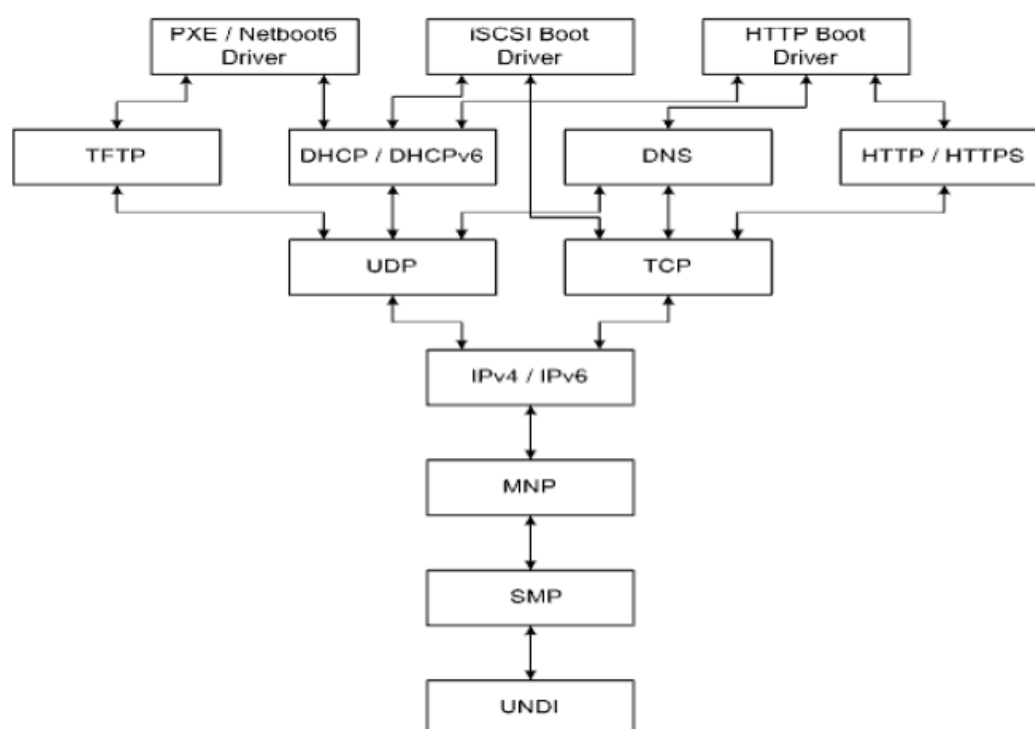 PXE / Netboot6
Driver
iSCSI Boot
Driver
HTTP Boot
Driver
TFTP
DHCP / DHCPv6
DNS
HTTP / HTTPS
UDP
TCP
IPv4 / IPv6
MNP
SMP
UNDI